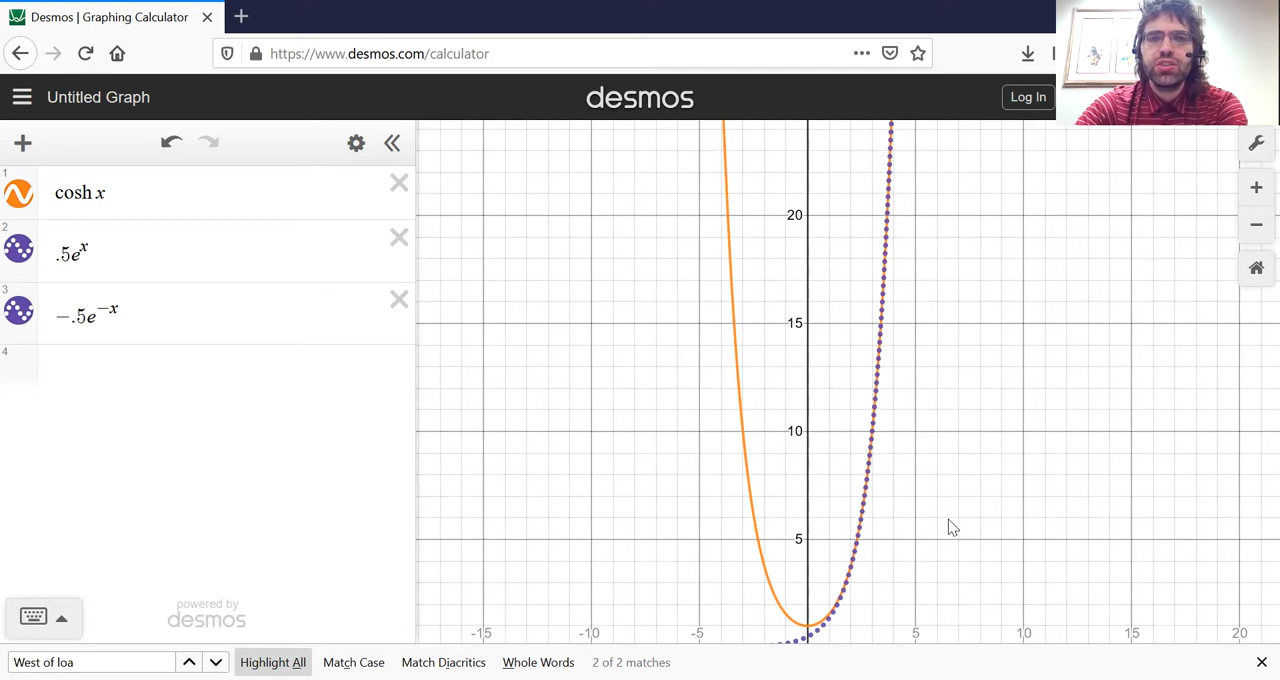 Desmos | Graphing Calculator
https://www.desmos.com/calculator
Untitled Graph
desmos
Log In
1
cosh x
2
.5e^x
3
−.5e^−x
4
20
15
10
5
-15
-10
-5
5
10
15
20
powered by
desmos
West of loa
Highlight All
Match Case
Match Diacritics
Whole Words
2 of 2 matches